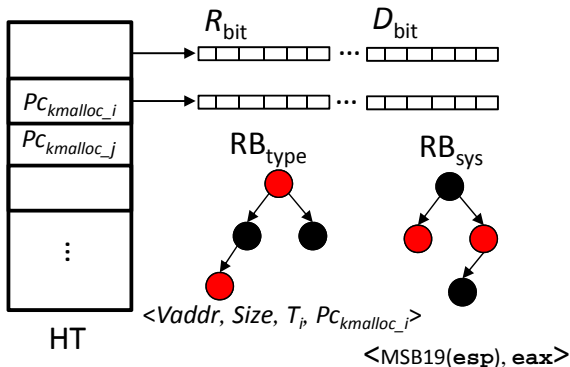 R_bit ... D_bit
Pc_kmalloc_i ...
Pc_kmalloc_j
RB_type RB_sys
⋮
<Vaddr, Size, T_i, Pc_kmalloc_i>
HT
<MSB19(esp), eax>